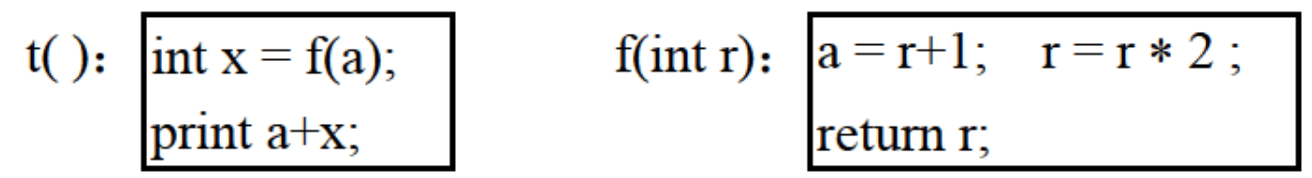 t( )： int x = f(a);
print a+x;
f(int r)： a = r+1; r = r * 2 ;
return r;